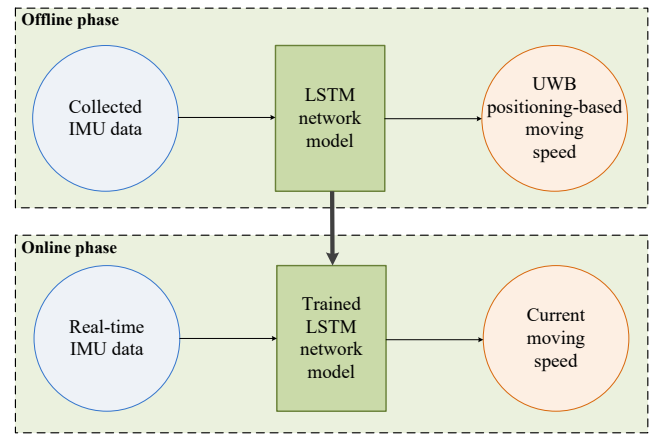 Offline phase
Collected
IMU data
LSTM
network
model
UWB
positioning-based
moving
speed
Online phase
Real-time
IMU data
Trained
LSTM
network
model
Current
moving
speed